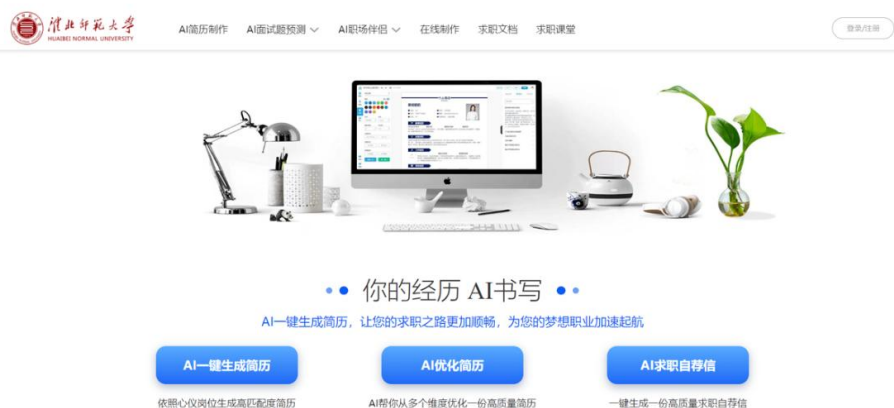 淮北师范大学
HUAIBEI NORMAL UNIVERSITY
AI简历制作 AI面试题预测 AI职场伴侣 在线制作 求职文档 求职课堂 登录/注册
你的经历 AI书写
AI一键生成简历，让您的求职之路更加顺畅，为您的梦想职业加速起航
AI一键生成简历 AI优化简历 AI求职自荐信
依照心仪岗位生成高匹配度简历 AI帮你从多个维度优化一份高质量简历 一键生成一份高质量求职自荐信